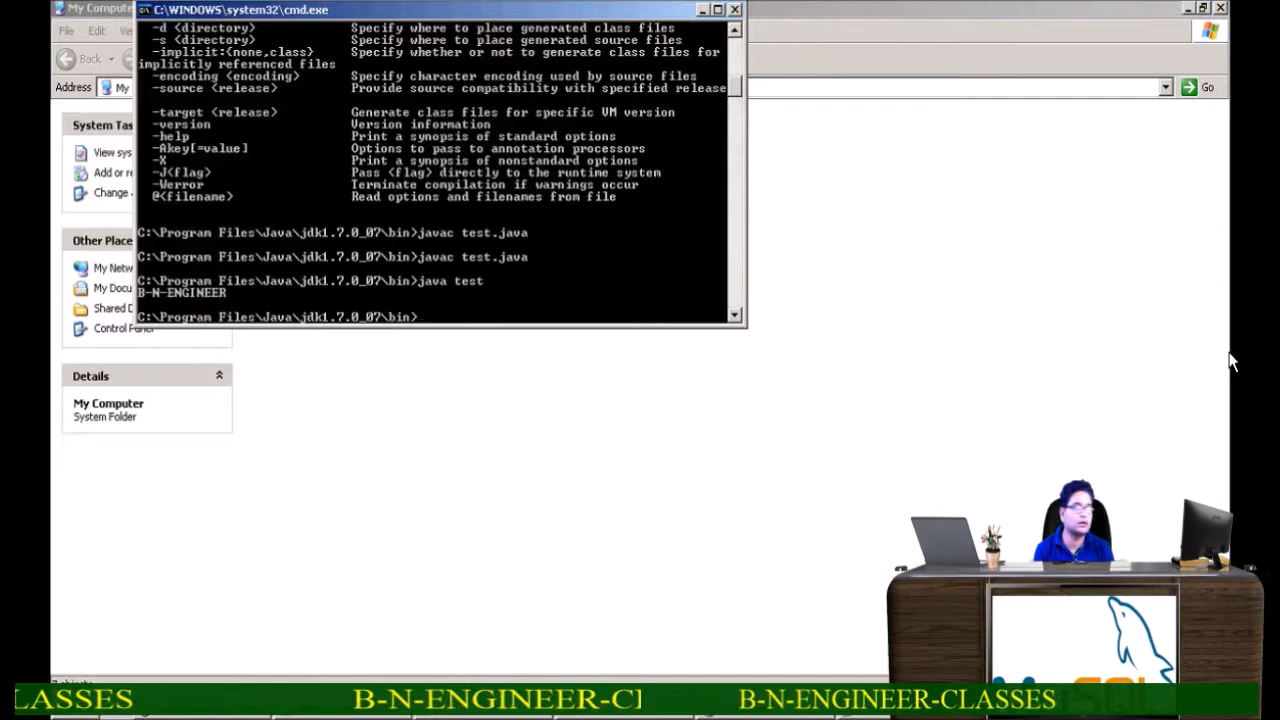 My Computer
C:\WINDOWS\system32\cmd.exe
File Edit
Back
Address My
Go
-d <directory> Specify where to place generated class files
-s <directory> Specify where to place generated source files
-implicit:{none,class} Specify whether or not to generate class files for
implicitly referenced files
-encoding <encoding> Specify character encoding used by source files
-source <release> Provide source compatibility with specified release
-target <release> Generate class files for specific VM version
-version Version information
-help Print a synopsis of standard options
-Akey[=value] Options to pass to annotation processors
-X Print a synopsis of nonstandard options
-J<flag> Pass <flag> directly to the runtime system
-Werror Terminate compilation if warnings occur
@<filename> Read options and filenames from file
C:\Program Files\Java\jdk1.7.0_07\bin>javac test.java
C:\Program Files\Java\jdk1.7.0_07\bin>javac test.java
C:\Program Files\Java\jdk1.7.0_07\bin>java test
B-N-ENGINEER
C:\Program Files\Java\jdk1.7.0_07\bin>
System Tas
View sys
Add or re
Change
Other Place
My Netw
My Docu
Shared D
Control Panel
Details
My Computer
System Folder
LASSES B-N-ENGINEER-C B-N-ENGINEER-CLASSES